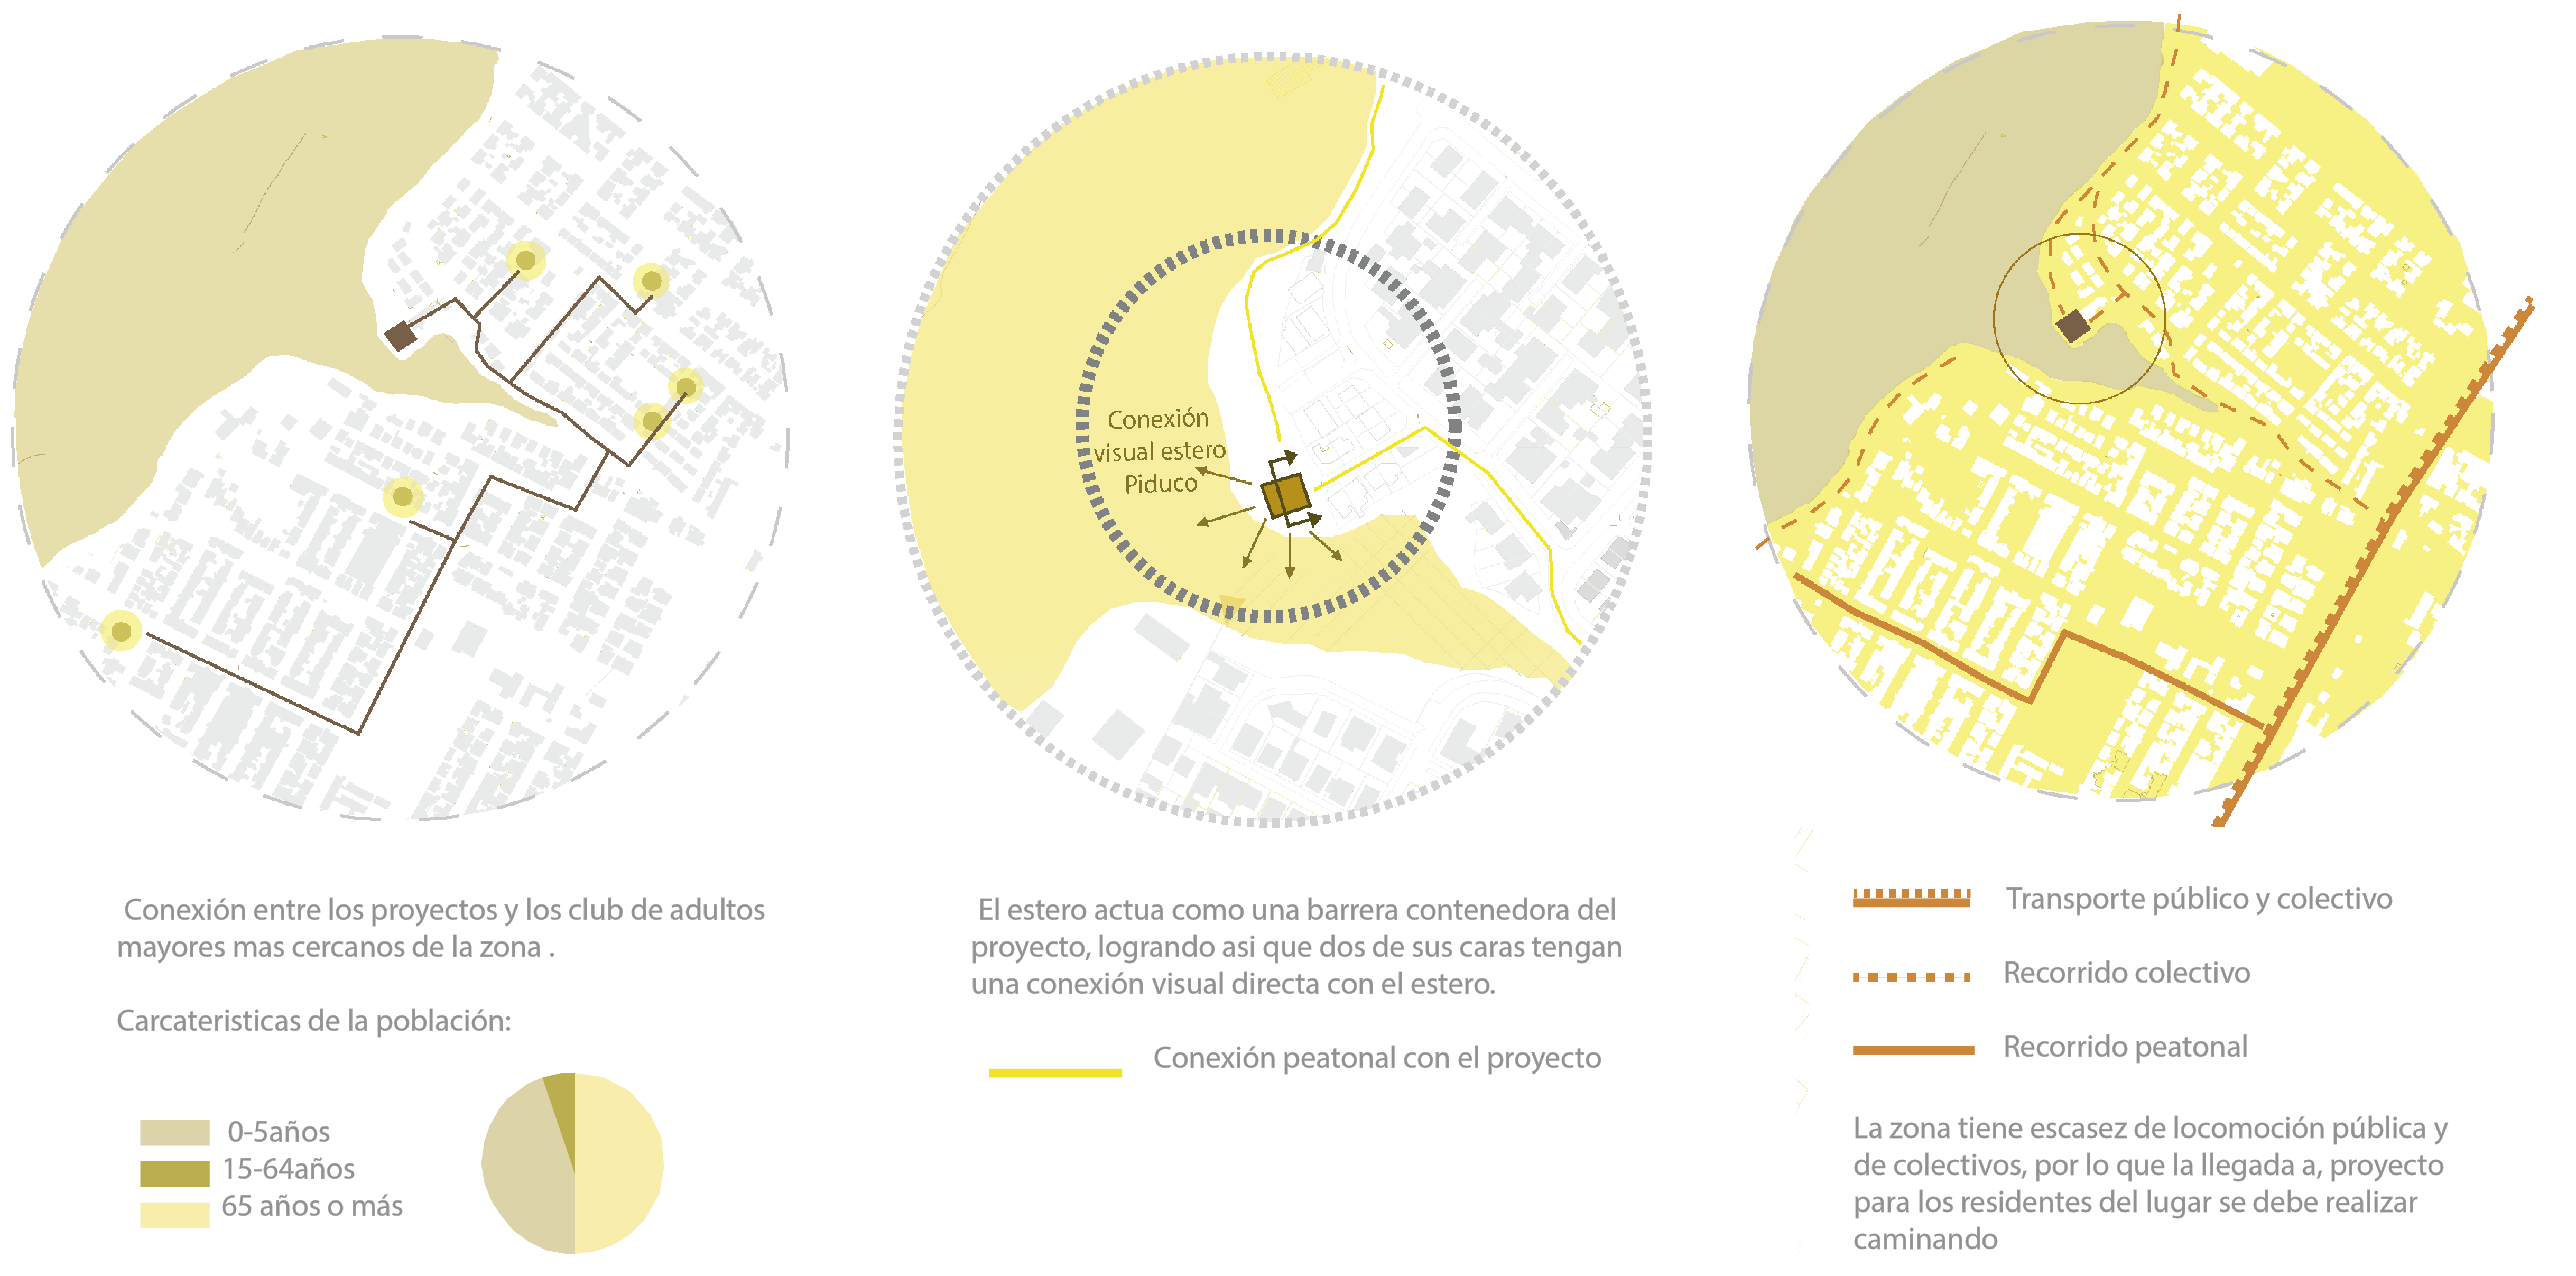 Conexión
visual estero
Piduco
Conexión entre los proyectos y los club de adultos
mayores mas cercanos de la zona .
Carcateristicas de la población:
0-5años
15-64años
65 años o más
El estero actua como una barrera contenedora del
proyecto, logrando asi que dos de sus caras tengan
una conexión visual directa con el estero.
Conexión peatonal con el proyecto
Transporte público y colectivo
Recorrido colectivo
Recorrido peatonal
La zona tiene escasez de locomoción pública y
de colectivos, por lo que la llegada a, proyecto
para los residentes del lugar se debe realizar
caminando